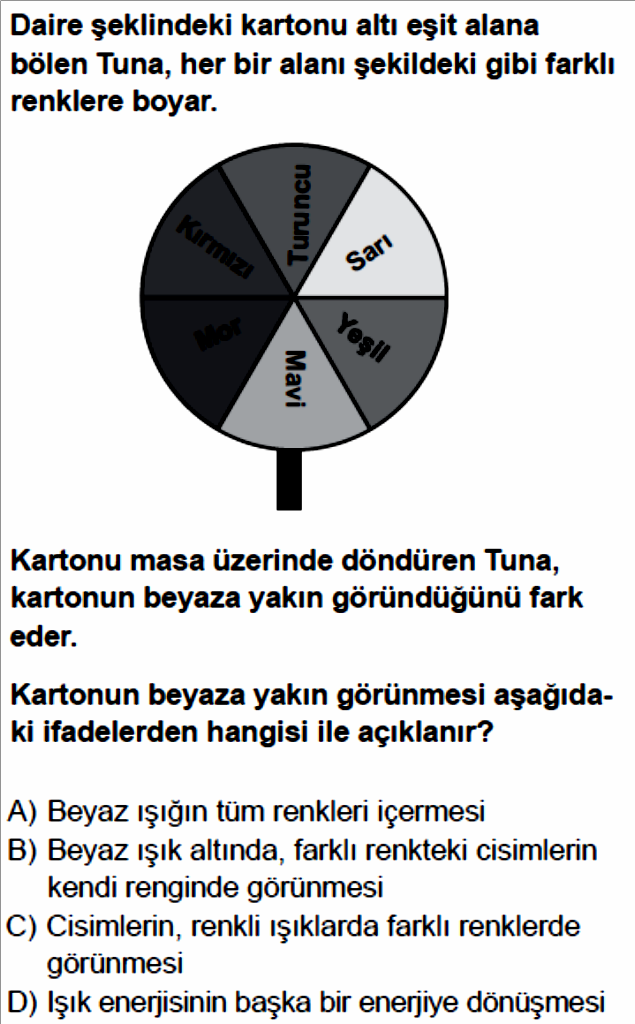 Daire şeklindeki kartonu altı eşit alana
bölen Tuna, her bir alanı şekildeki gibi farklı
renklere boyar.
Turuncu
Kırmızı
Sarı
Mor
Yeşil
Mavi
Kartonu masa üzerinde döndüren Tuna,
kartonun beyaza yakın göründüğünü fark
eder.
Kartonun beyaza yakın görünmesi aşağıda-
ki ifadelerden hangisi ile açıklanır?
A) Beyaz ışığın tüm renkleri içermesi
B) Beyaz ışık altında, farklı renkteki cisimlerin
kendi renginde görünmesi
C) Cisimlerin, renkli ışıklarda farklı renklerde
görünmesi
D) Işık enerjisinin başka bir enerjiye dönüşmesi